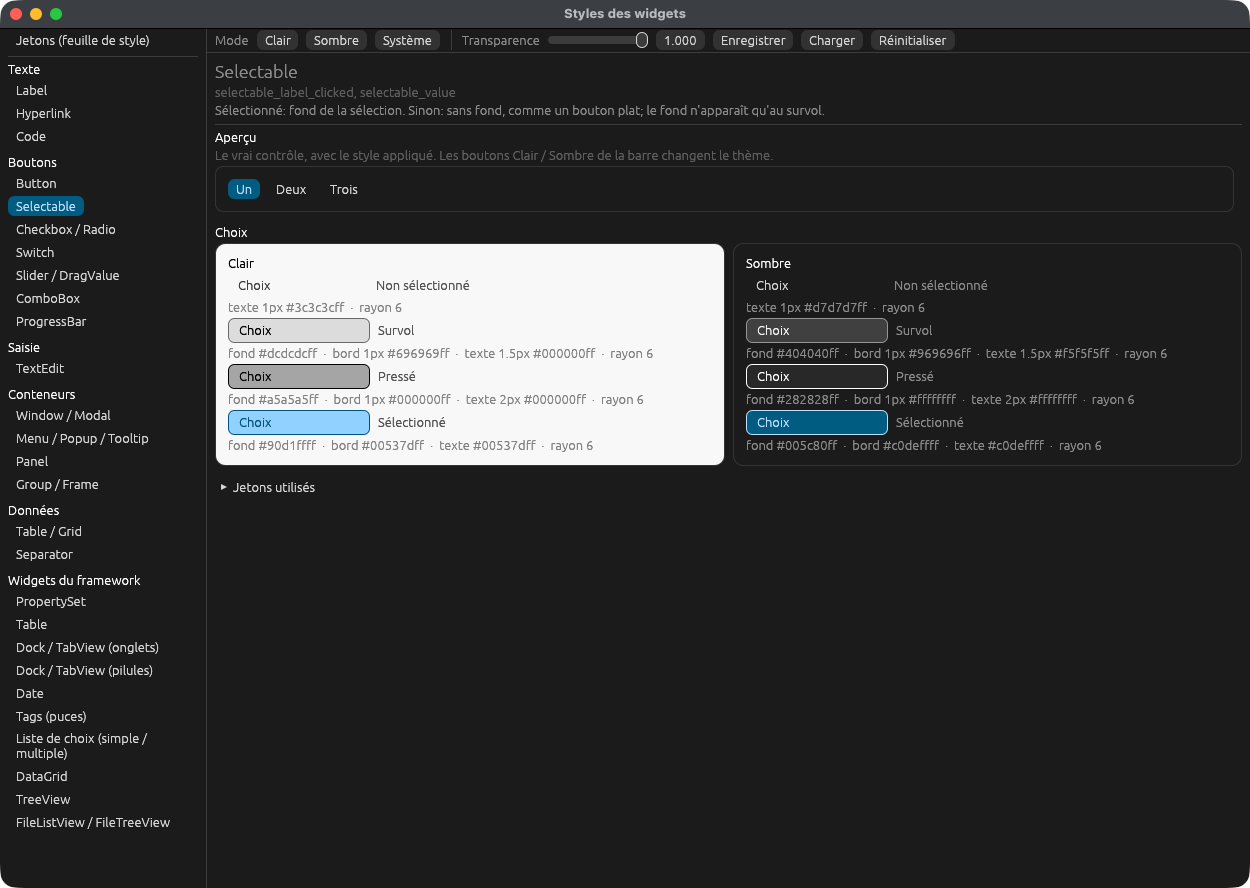 Styles des widgets
Jetons (feuille de style)
Mode Clair Sombre Système Transparence 1.000 Enregistrer Charger Réinitialiser
Texte
Label
Hyperlink
Code
Boutons
Button
Selectable
Checkbox / Radio
Switch
Slider / DragValue
ComboBox
ProgressBar
Saisie
TextEdit
Conteneurs
Window / Modal
Menu / Popup / Tooltip
Panel
Group / Frame
Données
Table / Grid
Separator
Widgets du framework
PropertySet
Table
Dock / TabView (onglets)
Dock / TabView (pilules)
Date
Tags (puces)
Liste de choix (simple /
multiple)
DataGrid
TreeView
FileListView / FileTreeView
Selectable
selectable_label_clicked, selectable_value
Sélectionné: fond de la sélection. Sinon: sans fond, comme un bouton plat; le fond n'apparaît qu'au survol.
Aperçu
Le vrai contrôle, avec le style appliqué. Les boutons Clair / Sombre de la barre changent le thème.
Un Deux Trois
Choix
Clair
Choix Non sélectionné
texte 1px #3c3c3cff · rayon 6
Choix Survol
fond #dcdcdcff · bord 1px #696969ff · texte 1.5px #000000ff · rayon 6
Choix Pressé
fond #a5a5a5ff · bord 1px #000000ff · texte 2px #000000ff · rayon 6
Choix Sélectionné
fond #90d1ffff · bord #00537dff · texte #00537dff · rayon 6
Sombre
Choix Non sélectionné
texte 1px #d7d7d7ff · rayon 6
Choix Survol
fond #404040ff · bord 1px #969696ff · texte 1.5px #f5f5f5ff · rayon 6
Choix Pressé
fond #282828ff · bord 1px #ffffffff · texte 2px #ffffffff · rayon 6
Choix Sélectionné
fond #005c80ff · bord #c0deffff · texte #c0deffff · rayon 6
Jetons utilisés